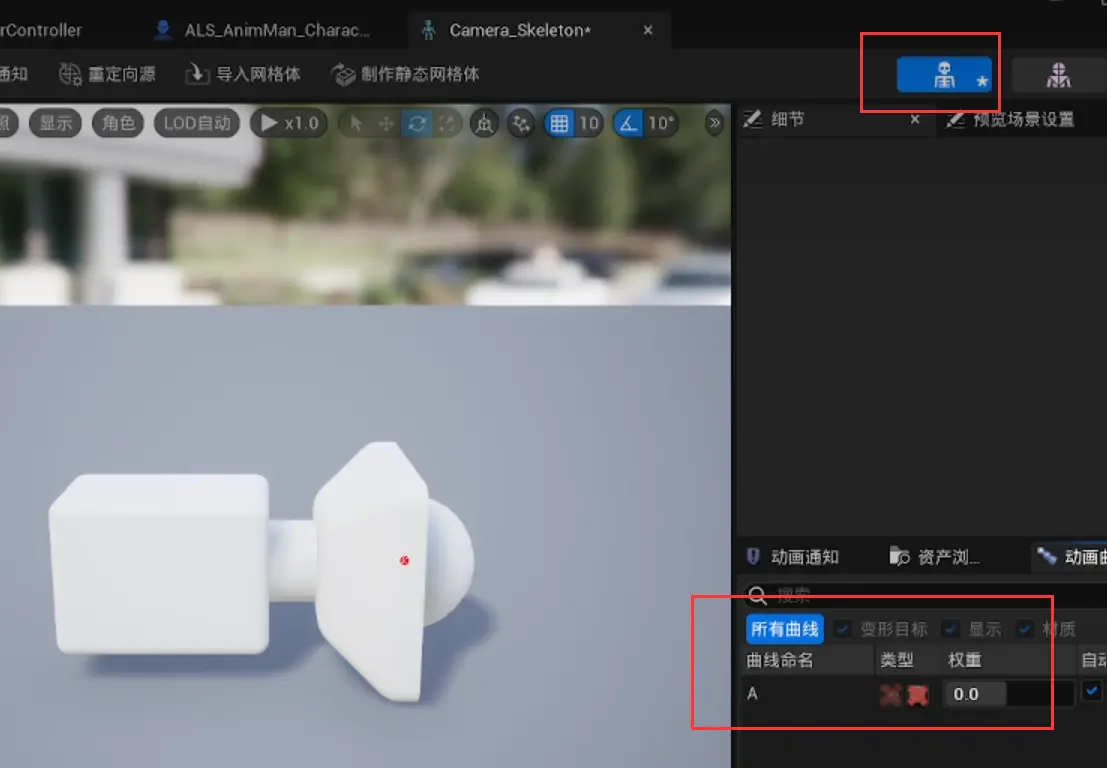 rController
ALS_AnimMan_Charac...
Camera_Skeleton*
通知
重定向源
导入网格体
制作静态网格体
照
显示
角色
LOD自动
x1.0
10
10°
细节
预览场景设置
动画通知
资产浏...
动画曲
搜索
所有曲线
变形目标
显示
材质
曲线命名
类型
权重
自动
A
0.0